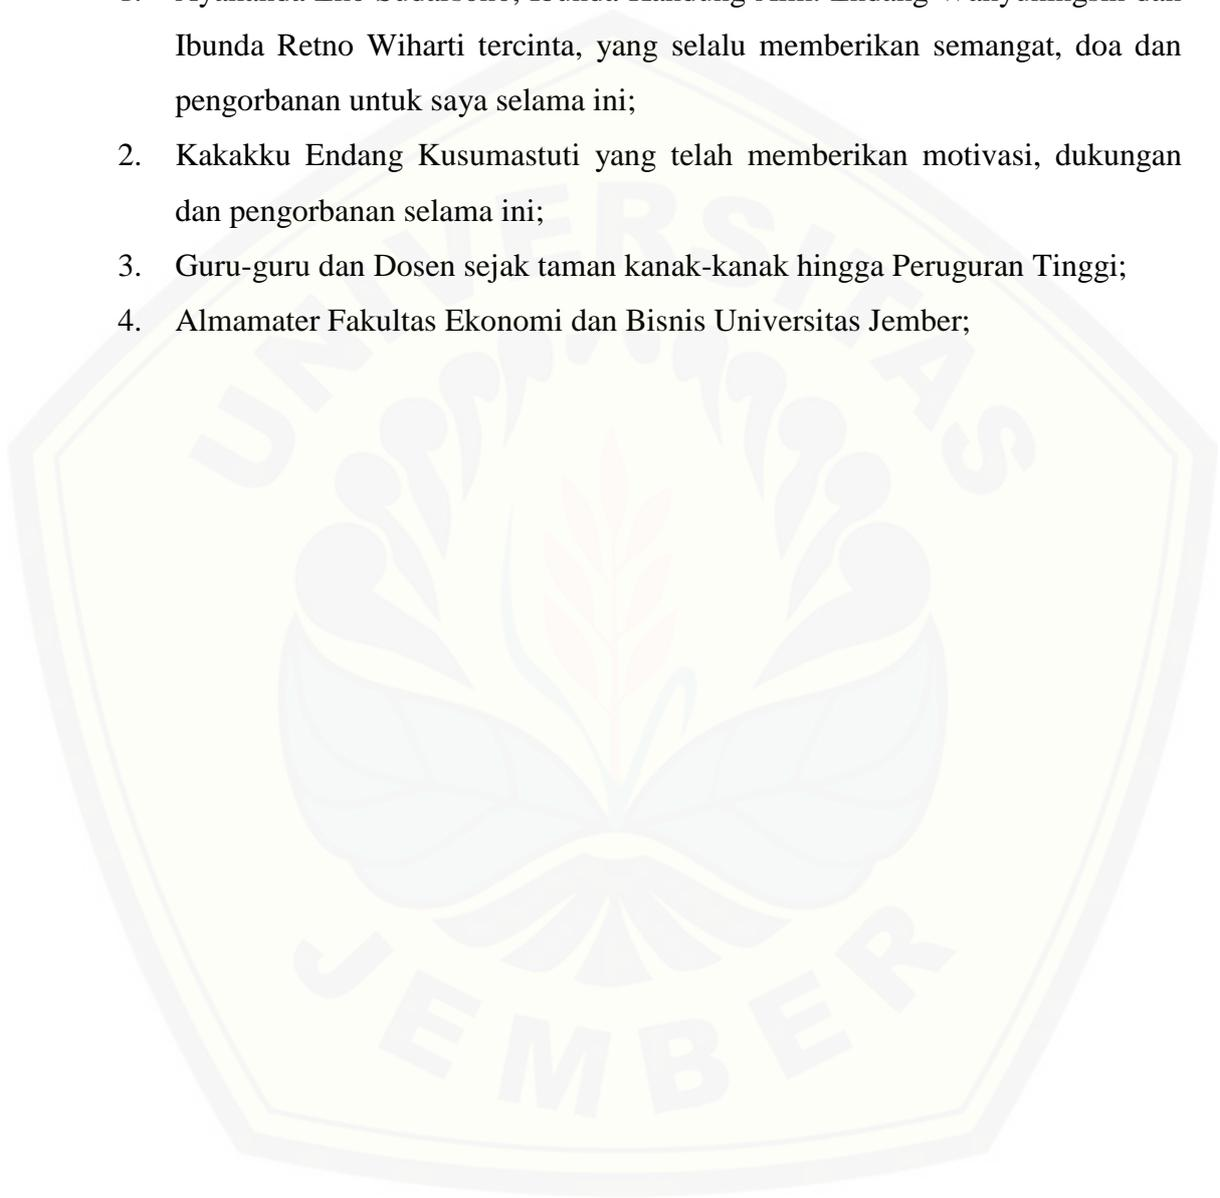 Ibunda Retno Wiharti tercinta, yang selalu memberikan semangat, doa dan
pengorbanan untuk saya selama ini;
2. Kakakku Endang Kusumastuti yang telah memberikan motivasi, dukungan
dan pengorbanan selama ini;
3. Guru-guru dan Dosen sejak taman kanak-kanak hingga Peruguran Tinggi;
4. Almamater Fakultas Ekonomi dan Bisnis Universitas Jember;
UNIVERSITAS
JEMBER